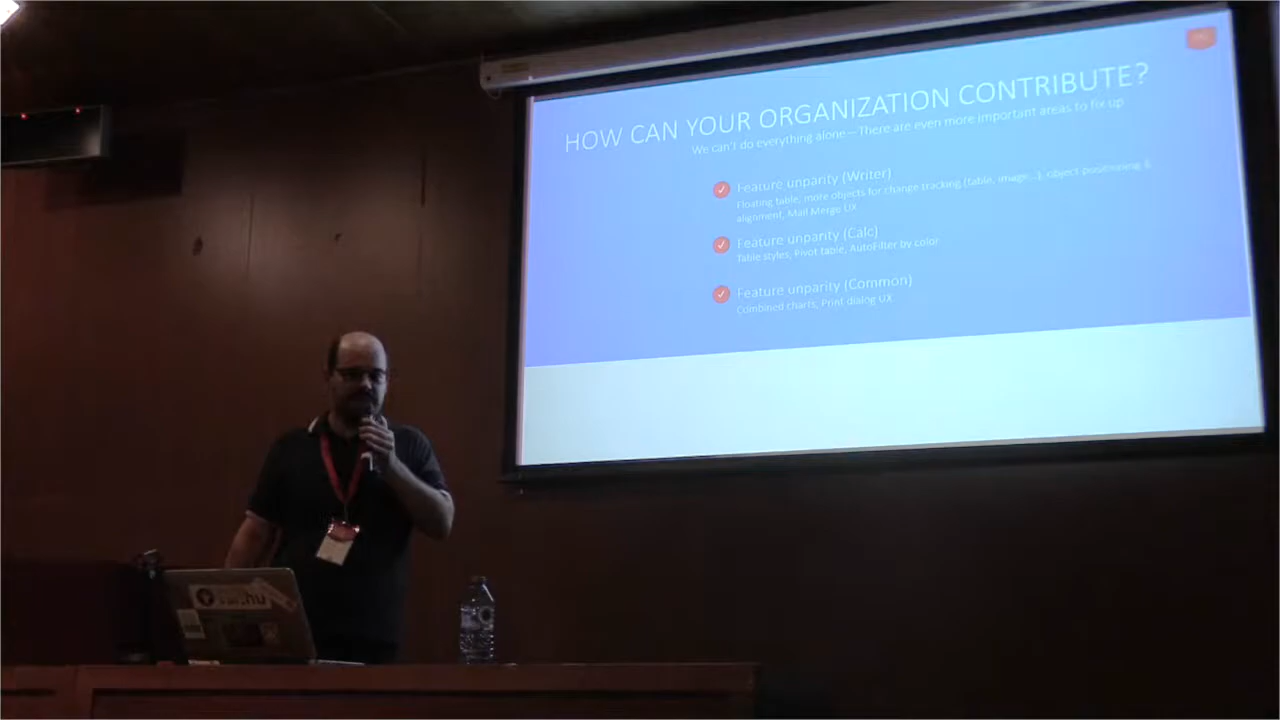 HOW CAN YOUR ORGANIZATION CONTRIBUTE?
We can't do everything alone—There are even more important areas to fix up
Feature unparity (Writer)
Floating table, more objects for change tracking (table, image...), object positioning &
alignment, Mail Merge UX
Feature unparity (Calc)
Table styles, Pivot table, AutoFilter by color
Feature unparity (Common)
Combined charts, Print dialog UX